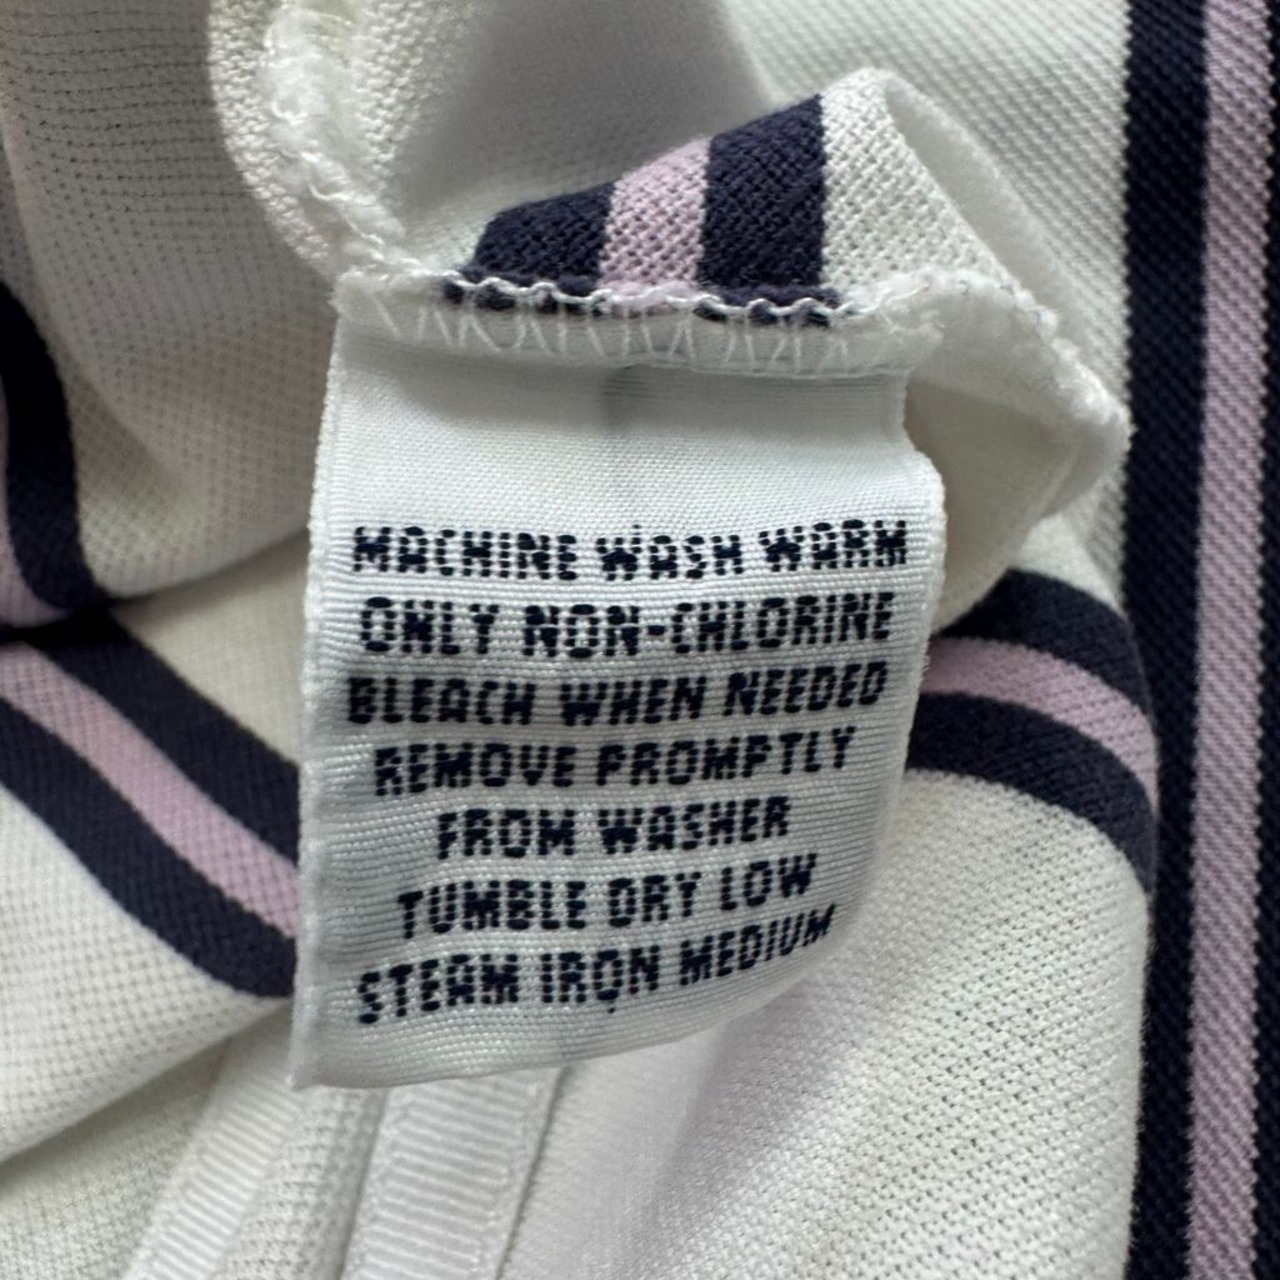 MACHINE WASH WARM
ONLY NON-CHLORINE
BLEACH WHEN NEEDED
REMOVE PROMPTLY
FROM WASHER
TUMBLE DRY LOW
STEAM IRON MEDIUM